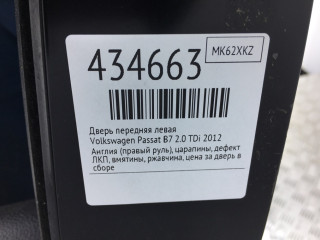 434663
MK62XKZ
Дверь передняя левая
Volkswagen Passat B7 2.0 TDi 2012
Англия (правый руль), царапины, дефект
ЛКП, вмятины, ржавчина, цена за дверь в
сборе